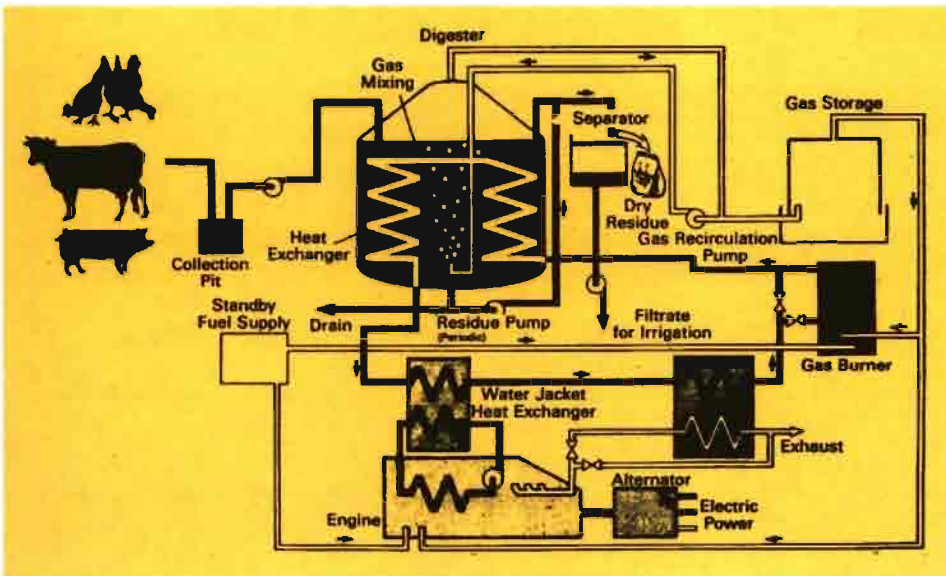 Digester
Gas
Mixing
Gas Storage
Separator
Dry
Residue
Gas Recirculation
Pump
Heat
Exchanger
Collection
Pit
Standby
Fuel Supply
Drain
Residue Pump
(Periodic)
Filtrate
for Irrigation
Gas Burner
Water Jacket
Heat Exchanger
Exhaust
Alternator
Engine
Electric
Power